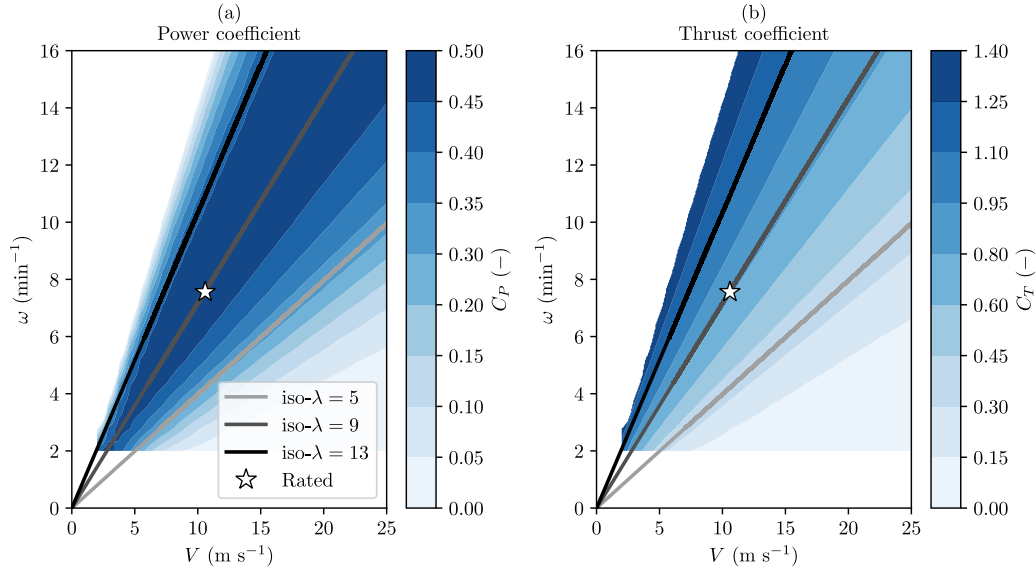 (a)
Power coefficient
16
14
12
10
8
6
4
2
0
ω (min⁻¹)
0 5 10 15 20 25
V (m s⁻¹)
iso-λ = 5
iso-λ = 9
iso-λ = 13
Rated
0.50
0.45
0.40
0.35
0.30
0.25
0.20
0.15
0.10
0.05
0.00
C_P (−)
(b)
Thrust coefficient
16
14
12
10
8
6
4
2
0
ω (min⁻¹)
0 5 10 15 20 25
V (m s⁻¹)
1.40
1.25
1.10
0.95
0.80
0.60
0.45
0.30
0.15
0.00
C_T (−)